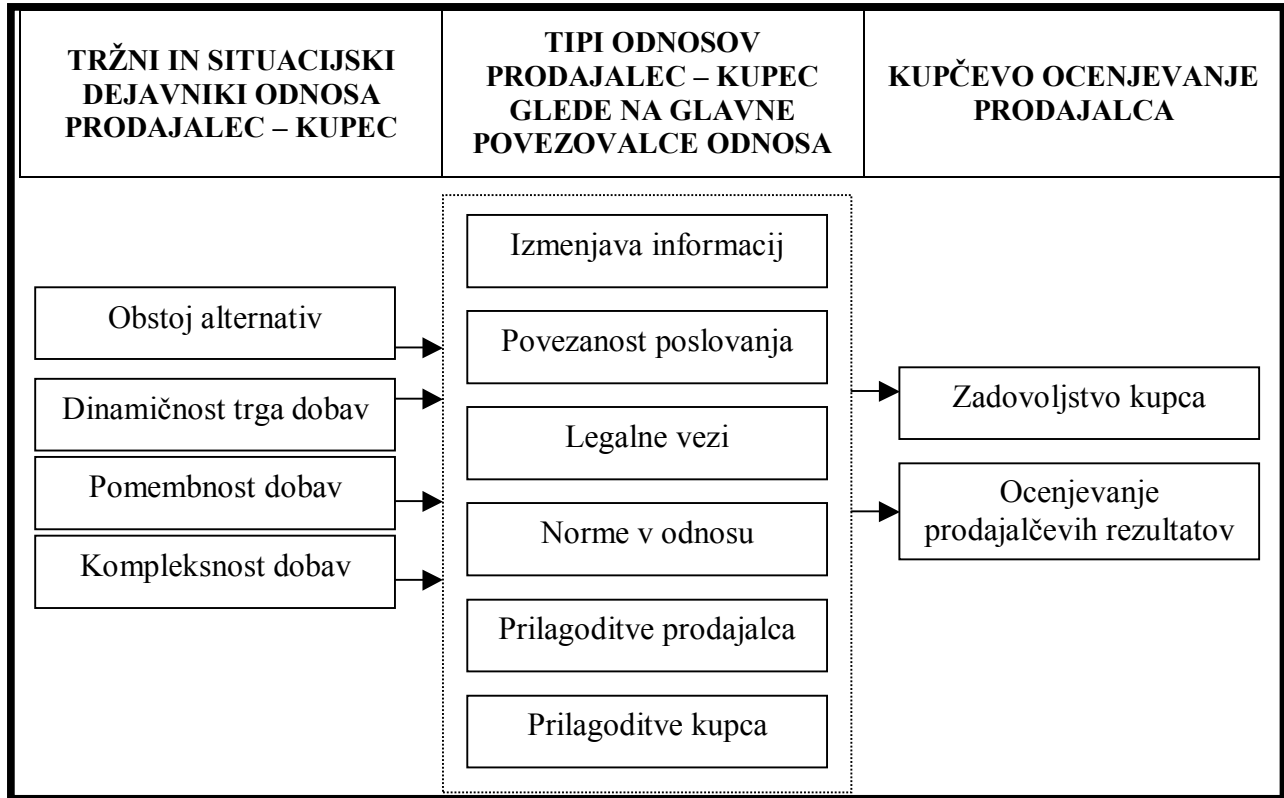 TRŽNI IN SITUACIJSKI
DEJAVNIKI ODNOSA
PRODAJALEC – KUPEC
TIPI ODNOSOV
PRODAJALEC – KUPEC
GLEDE NA GLAVNE
POVEZOVALCE ODNOSA
KUPČEVO OCENJEVANJE
PRODAJALCA
Obstoj alternativ
Dinamičnost trga dobav
Pomembnost dobav
Kompleksnost dobav
Izmenjava informacij
Povezanost poslovanja
Legalne vezi
Norme v odnosu
Prilagoditve prodajalca
Prilagoditve kupca
Zadovoljstvo kupca
Ocenjevanje
prodajalčevih rezultatov